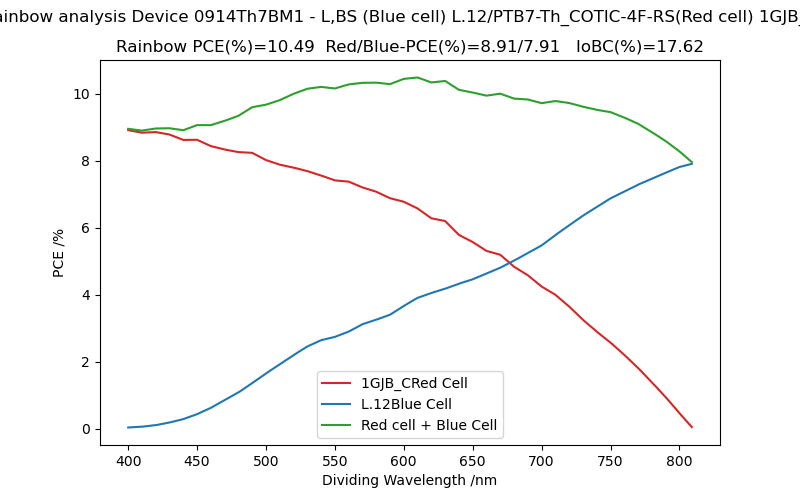 ainbow analysis Device 0914Th7BM1 - L,BS (Blue cell) L.12/PTB7-Th_COTIC-4F-RS(Red cell) 1GJB_
Rainbow PCE(%)=10.49 Red/Blue-PCE(%)=8.91/7.91 IoBC(%)=17.62
PCE /%
10
8
6
4
2
0
1GJB_CRed Cell
L.12Blue Cell
Red cell + Blue Cell
400 450 500 550 600 650 700 750 800
Dividing Wavelength /nm